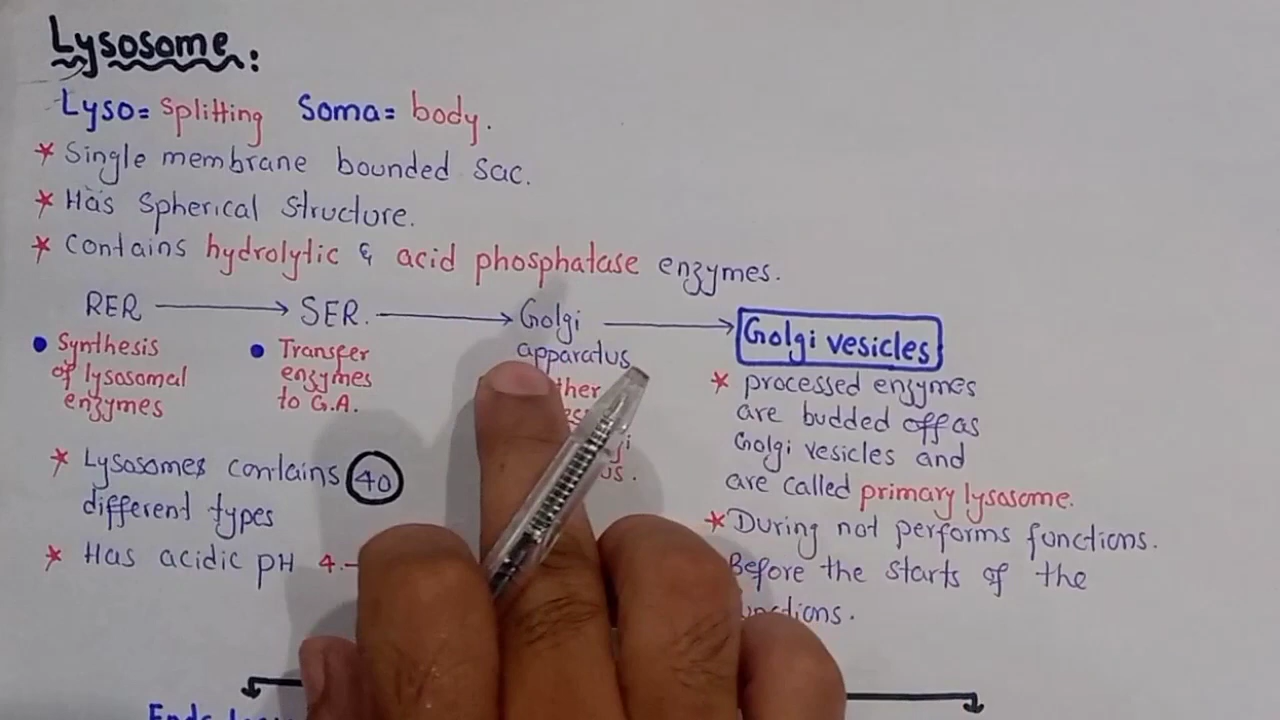 Lysosome:
Lyso= Splitting Soma= body.
* Single membrane bounded sac.
* Has spherical structure.
* Contains hydrolytic & acid phosphatase enzymes.
RER → SER. → Golgi apparatus → Golgi vesicles
• Synthesis
of lysosomal
enzymes
• Transfer
enzymes
to G.A.
* processed enzymes
are budded off as
Golgi vesicles and
are called primary lysosome.
* During not performs functions.
Before the starts of the
* Lysosomes contains 40
different types
* Has acidic pH 4.-